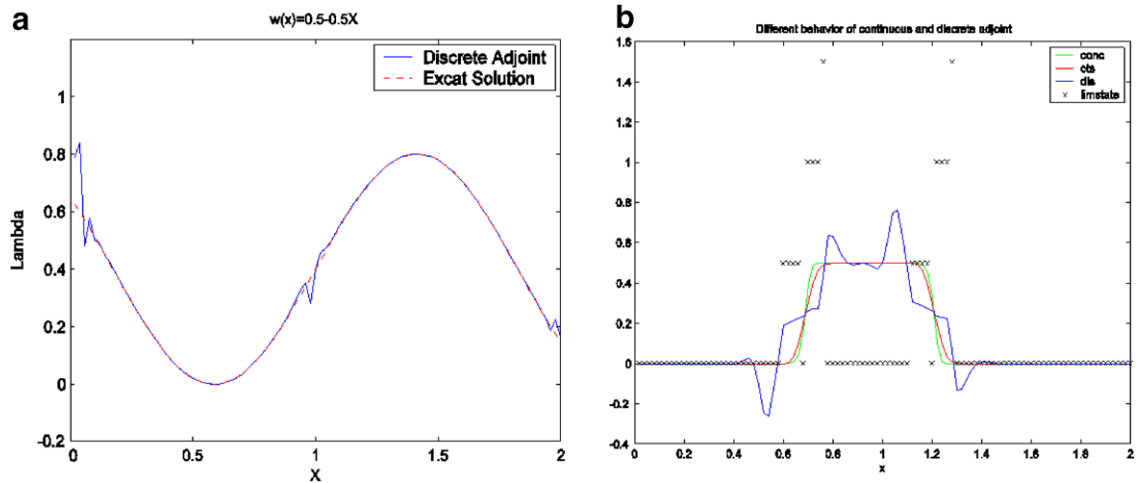 a
w(x)=0.5-0.5X
Discrete Adjoint
Excat Solution
1
0.8
0.6
0.4
0.2
0
-0.2
Lambda
0
0.5
1
1.5
2
X
b
Different behavior of continuous and discrete adjoint
conc
cts
dis
limstate
1.6
1.4
1.2
1
0.8
0.6
0.4
0.2
0
-0.2
-0.4
0
0.2
0.4
0.6
0.8
1
1.2
1.4
1.6
1.8
2
x